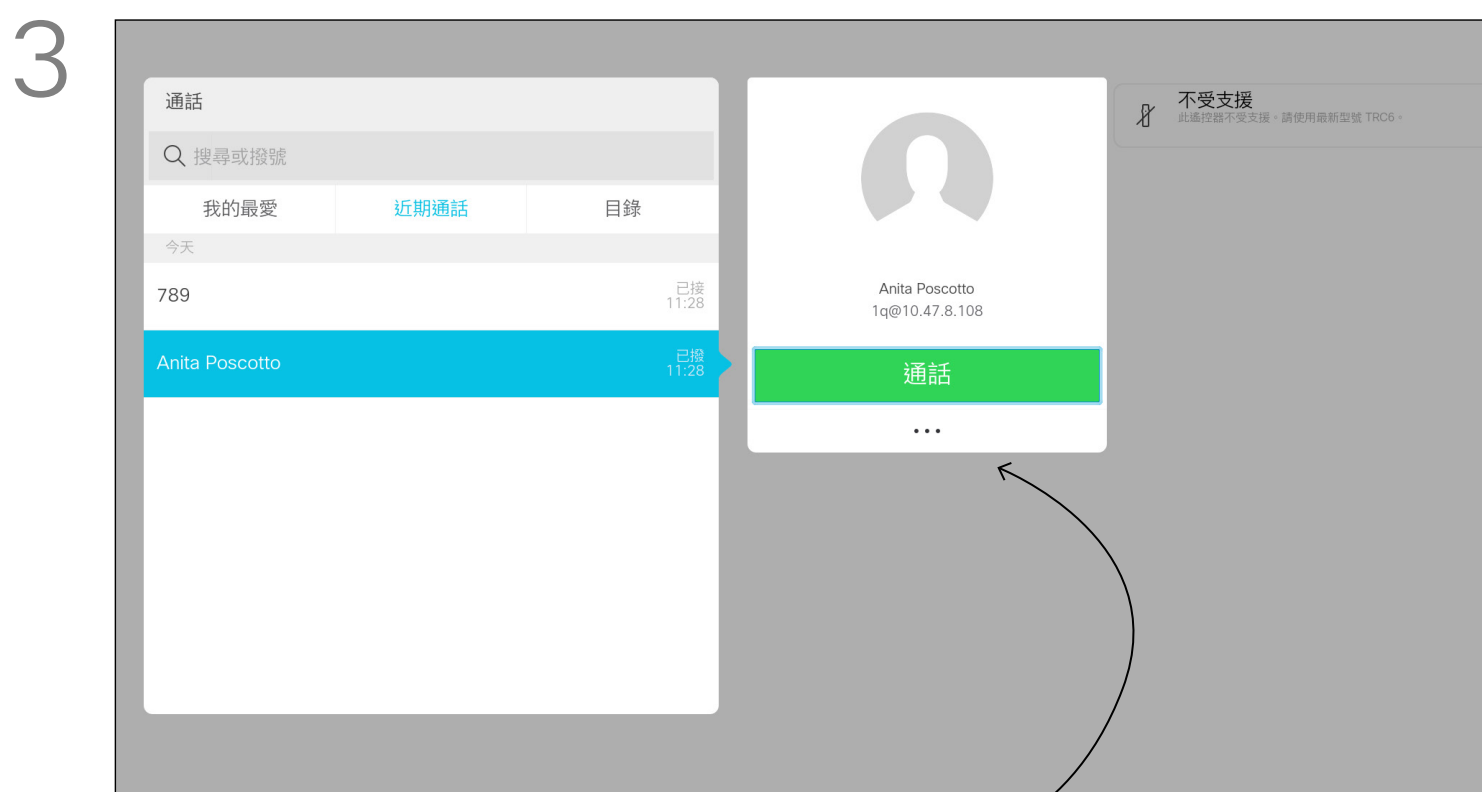 3
通話
搜尋或撥號
我的最愛 近期通話 目錄
今天
789 已接
11:28
Anita Poscotto 已撥
11:28
Anita Poscotto
1q@10.47.8.108
通話
不受支援
此遙控器不受支援。請使用最新型號 TRC6。